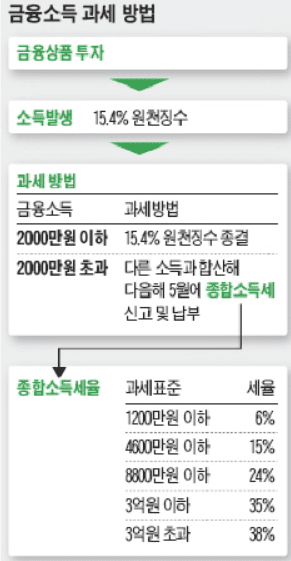 금융소득 과세 방법
금융상품 투자
소득발생 15.4% 원천징수
과세 방법
금융소득 과세방법
2000만원 이하 15.4% 원천징수 종결
2000만원 초과 다른 소득과 합산해
다음해 5월에 종합소득세
신고 및 납부
종합소득세율 과세표준 세율
1200만원 이하 6%
4600만원 이하 15%
8800만원 이하 24%
3억원 이하 35%
3억원 초과 38%